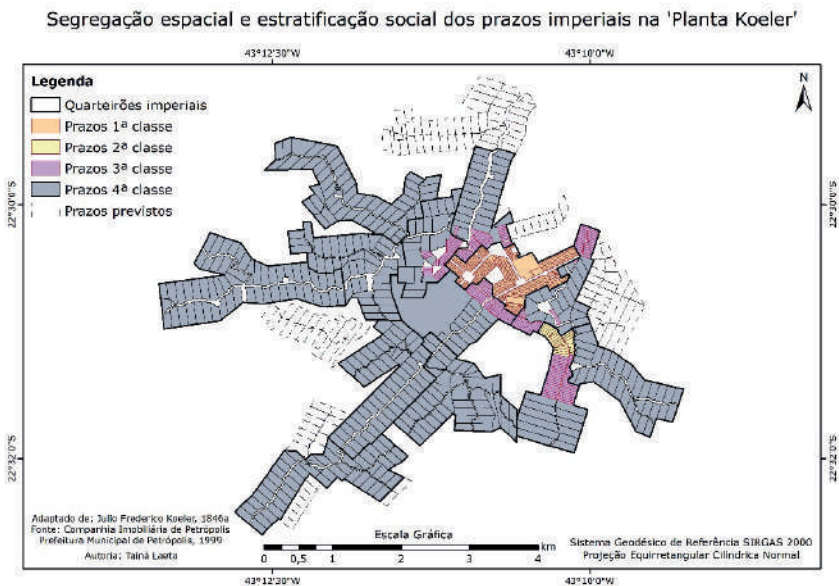 Segregação espacial e estratificação social dos prazos imperiais na 'Planta Koeler'
43°12'30"W
43°10'0"W
Legenda
Quarteirões imperiais
Prazos 1ª classe
Prazos 2ª classe
Prazos 3ª classe
Prazos 4ª classe
Prazos previstos
N
22°30'0"S
22°30'0"S
22°32'0"S
22°32'0"S
Adaptado de: Julio Frederico Koeler, 1846a
Fonte: Companhia Imobiliária de Petrópolis
Prefeitura Municipal de Petrópolis, 1999
Autoria: Tainá Laeta
Escala Gráfica
km
0 0,5 1 2 3 4
Sistema Geodésico de Referência SIRGAS 2000
Projeção Equirretangular Cilíndrica Normal
43°12'30"W
43°10'0"W